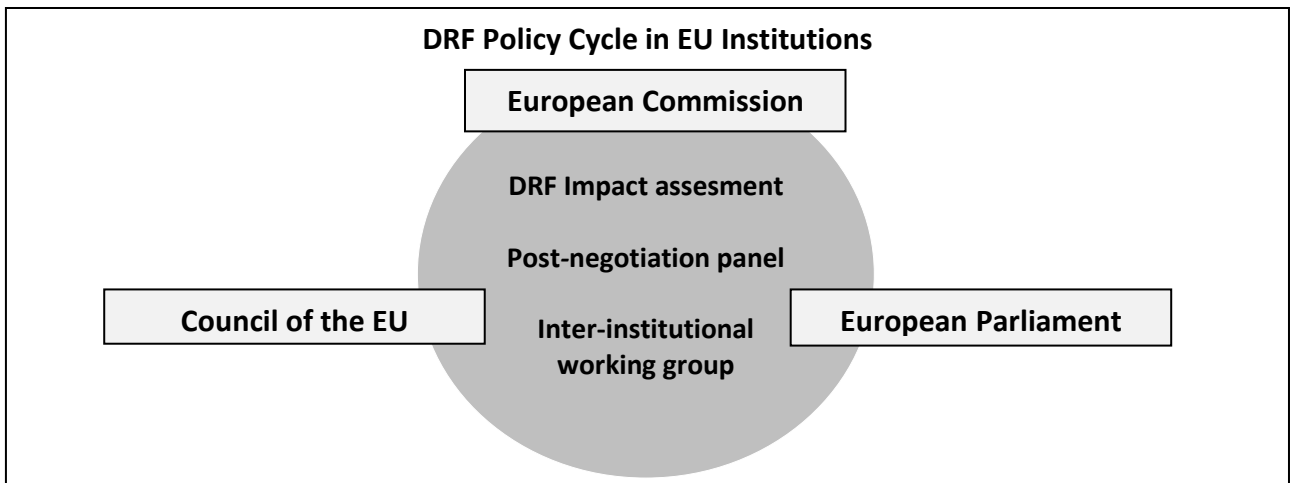 DRF Policy Cycle in EU Institutions
European Commission
DRF Impact assesment
Post-negotiation panel
Council of the EU
Inter-institutional
working group
European Parliament